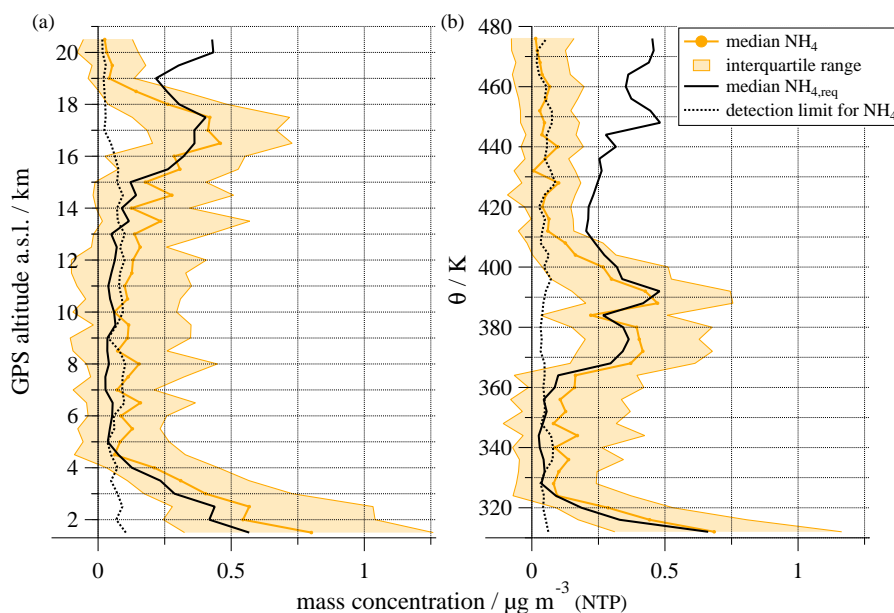 (a)
(b)
GPS altitude a.s.l. / km
20
18
16
14
12
10
8
6
4
2
0
0.5
1
θ / K
480
460
440
420
400
380
360
340
320
0
0.5
1
median NH4
interquartile range
median NH4,req
detection limit for NH4
mass concentration / µg m⁻³ (NTP)